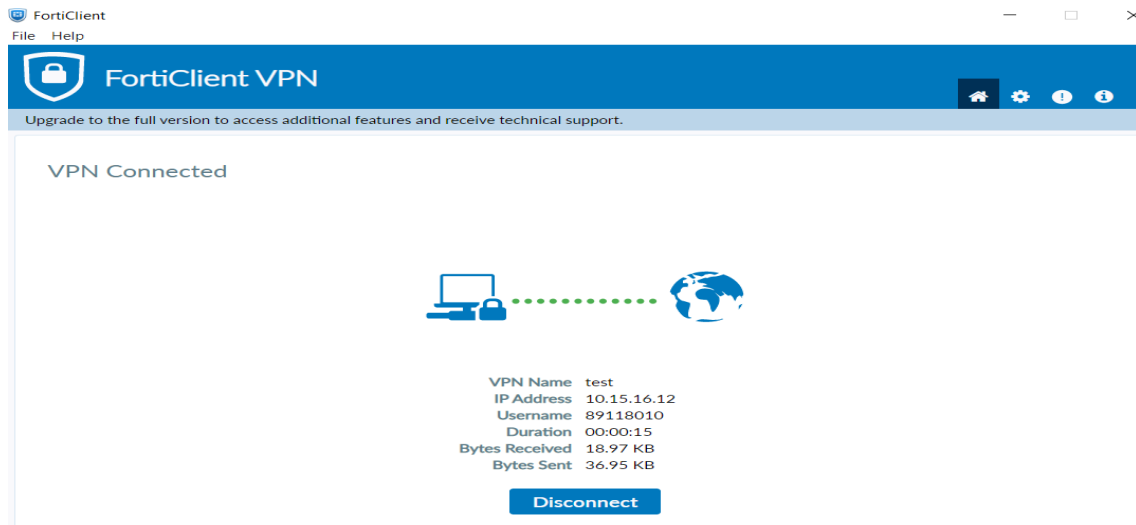 FortiClient
File Help
FortiClient VPN
Upgrade to the full version to access additional features and receive technical support.
VPN Connected
VPN Name test
IP Address 10.15.16.12
Username 89118010
Duration 00:00:15
Bytes Received 18.97 KB
Bytes Sent 36.95 KB
Disconnect